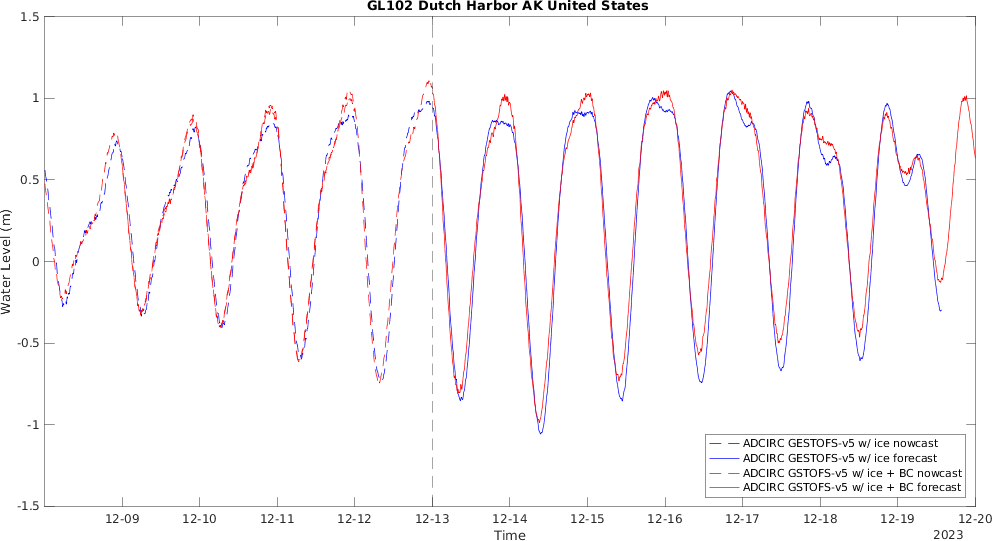 GL102 Dutch Harbor AK United States
1.5
1
0.5
0
-0.5
-1
-1.5
Water Level (m)
ADCIRC GESTOFS-v5 w/ ice nowcast
ADCIRC GESTOFS-v5 w/ ice forecast
ADCIRC GSTOFS-v5 w/ ice + BC nowcast
ADCIRC GSTOFS-v5 w/ ice + BC forecast
12-09 12-10 12-11 12-12 12-13 12-14 12-15 12-16 12-17 12-18 12-19 12-20
Time
2023